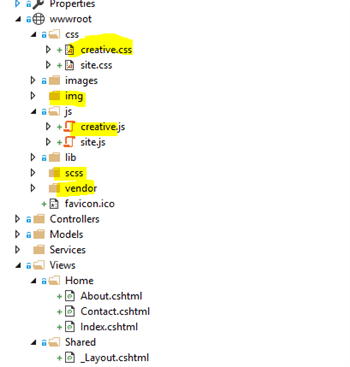 Properties
wwwroot
css
creative.css
site.css
images
img
js
creative.js
site.js
lib
scss
vendor
favicon.ico
Controllers
Models
Services
Views
Home
About.cshtml
Contact.cshtml
Index.cshtml
Shared
_Layout.cshtml